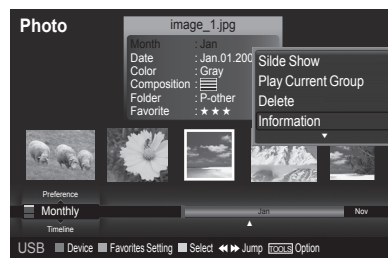 Photo
image_1.jpg
Month : Jan
Date : Jan.01.200
Color : Gray
Composition :
Folder : P-other
Favorite : ★ ★ ★
Silde Show
Play Current Group
Delete
Information
Preference
Monthly
Timeline
Jan
Nov
USB Device Favorites Setting Select Jump TOOLS Option